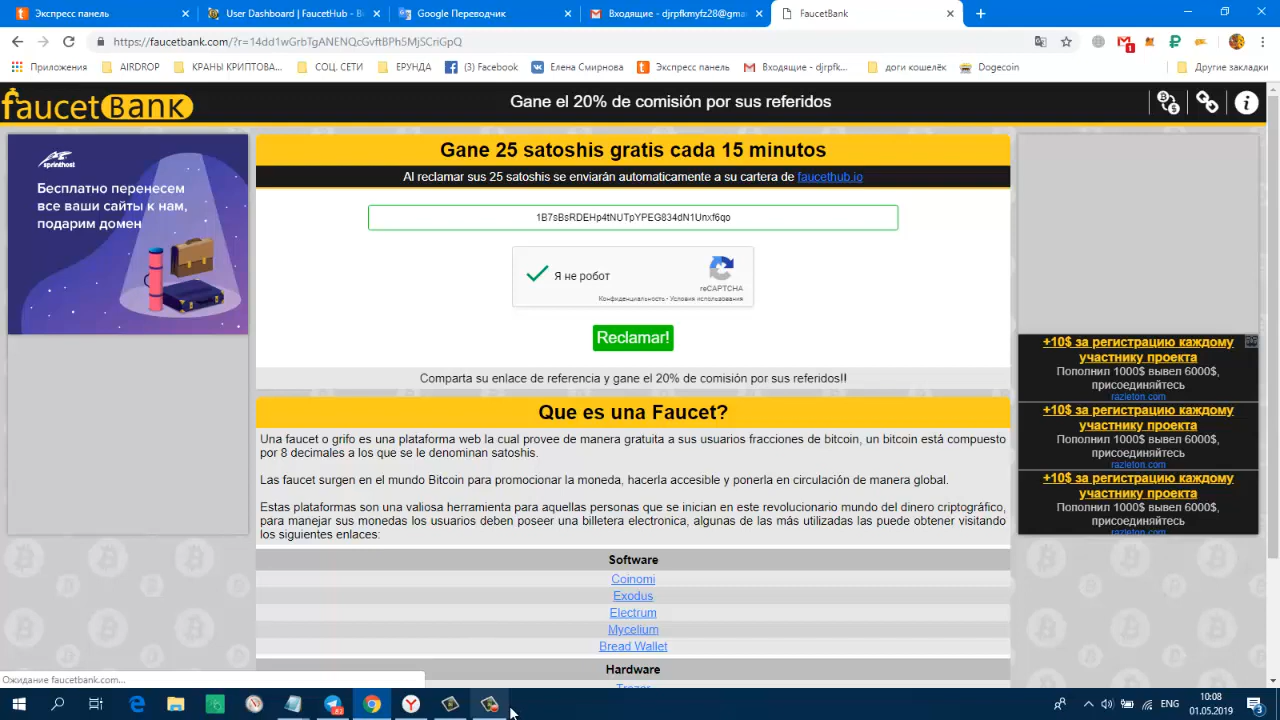 Экспресс панель
User Dashboard | FaucetHub - B
Google Переводчик
Входящие - djrpfkmyfz28@gma
FaucetBank
https://faucetbank.com/?r=14dd1wGrbTgANENQcGvftBPh5MjSCriGpQ
Приложения
AIRDROP
КРАНЫ КРИПТОВА...
СОЦ. СЕТИ
ЕРУНДА
(3) Facebook
Елена Смирнова
Экспресс панель
Входящие - djrpfk...
доги кошелёк
Dogecoin
Другие закладки
faucetBank
Gane el 20% de comisión por sus referidos
sprinthost
Бесплатно перенесем
все ваши сайты к нам,
подарим домен
Gane 25 satoshis gratis cada 15 minutos
Al reclamar sus 25 satoshis se enviarán automaticamente a su cartera de faucethub.io
1B7sBsRDEHp4tNUTpYPEG834dN1Unxf6qo
Я не робот
reCAPTCHA
Конфиденциальность - Условия использования
Reclamar!
Comparta su enlace de referencia y gane el 20% de comisión por sus referidos!!
+10$ за регистрацию каждому
участнику проекта
Пополнил 1000$ вывел 6000$,
присоединяйтесь
razleton.com
+10$ за регистрацию каждому
участнику проекта
Пополнил 1000$ вывел 6000$,
присоединяйтесь
razleton.com
+10$ за регистрацию каждому
участнику проекта
Пополнил 1000$ вывел 6000$,
присоединяйтесь
razleton.com
Que es una Faucet?
Una faucet o grifo es una plataforma web la cual provee de manera gratuita a sus usuarios fracciones de bitcoin, un bitcoin está compuesto
por 8 decimales a los que se le denominan satoshis.
Las faucet surgen en el mundo Bitcoin para promocionar la moneda, hacerla accesible y ponerla en circulación de manera global.
Estas plataformas son una valiosa herramienta para aquellas personas que se inician en este revolucionario mundo del dinero criptográfico,
para manejar sus monedas los usuarios deben poseer una billetera electronica, algunas de las más utilizadas las puede obtener visitando
los siguientes enlaces:
Software
Coinomi
Exodus
Electrum
Mycelium
Bread Wallet
Hardware
Trezor
Ожидание faucetbank.com...
ENG
10:08
01.05.2019
3